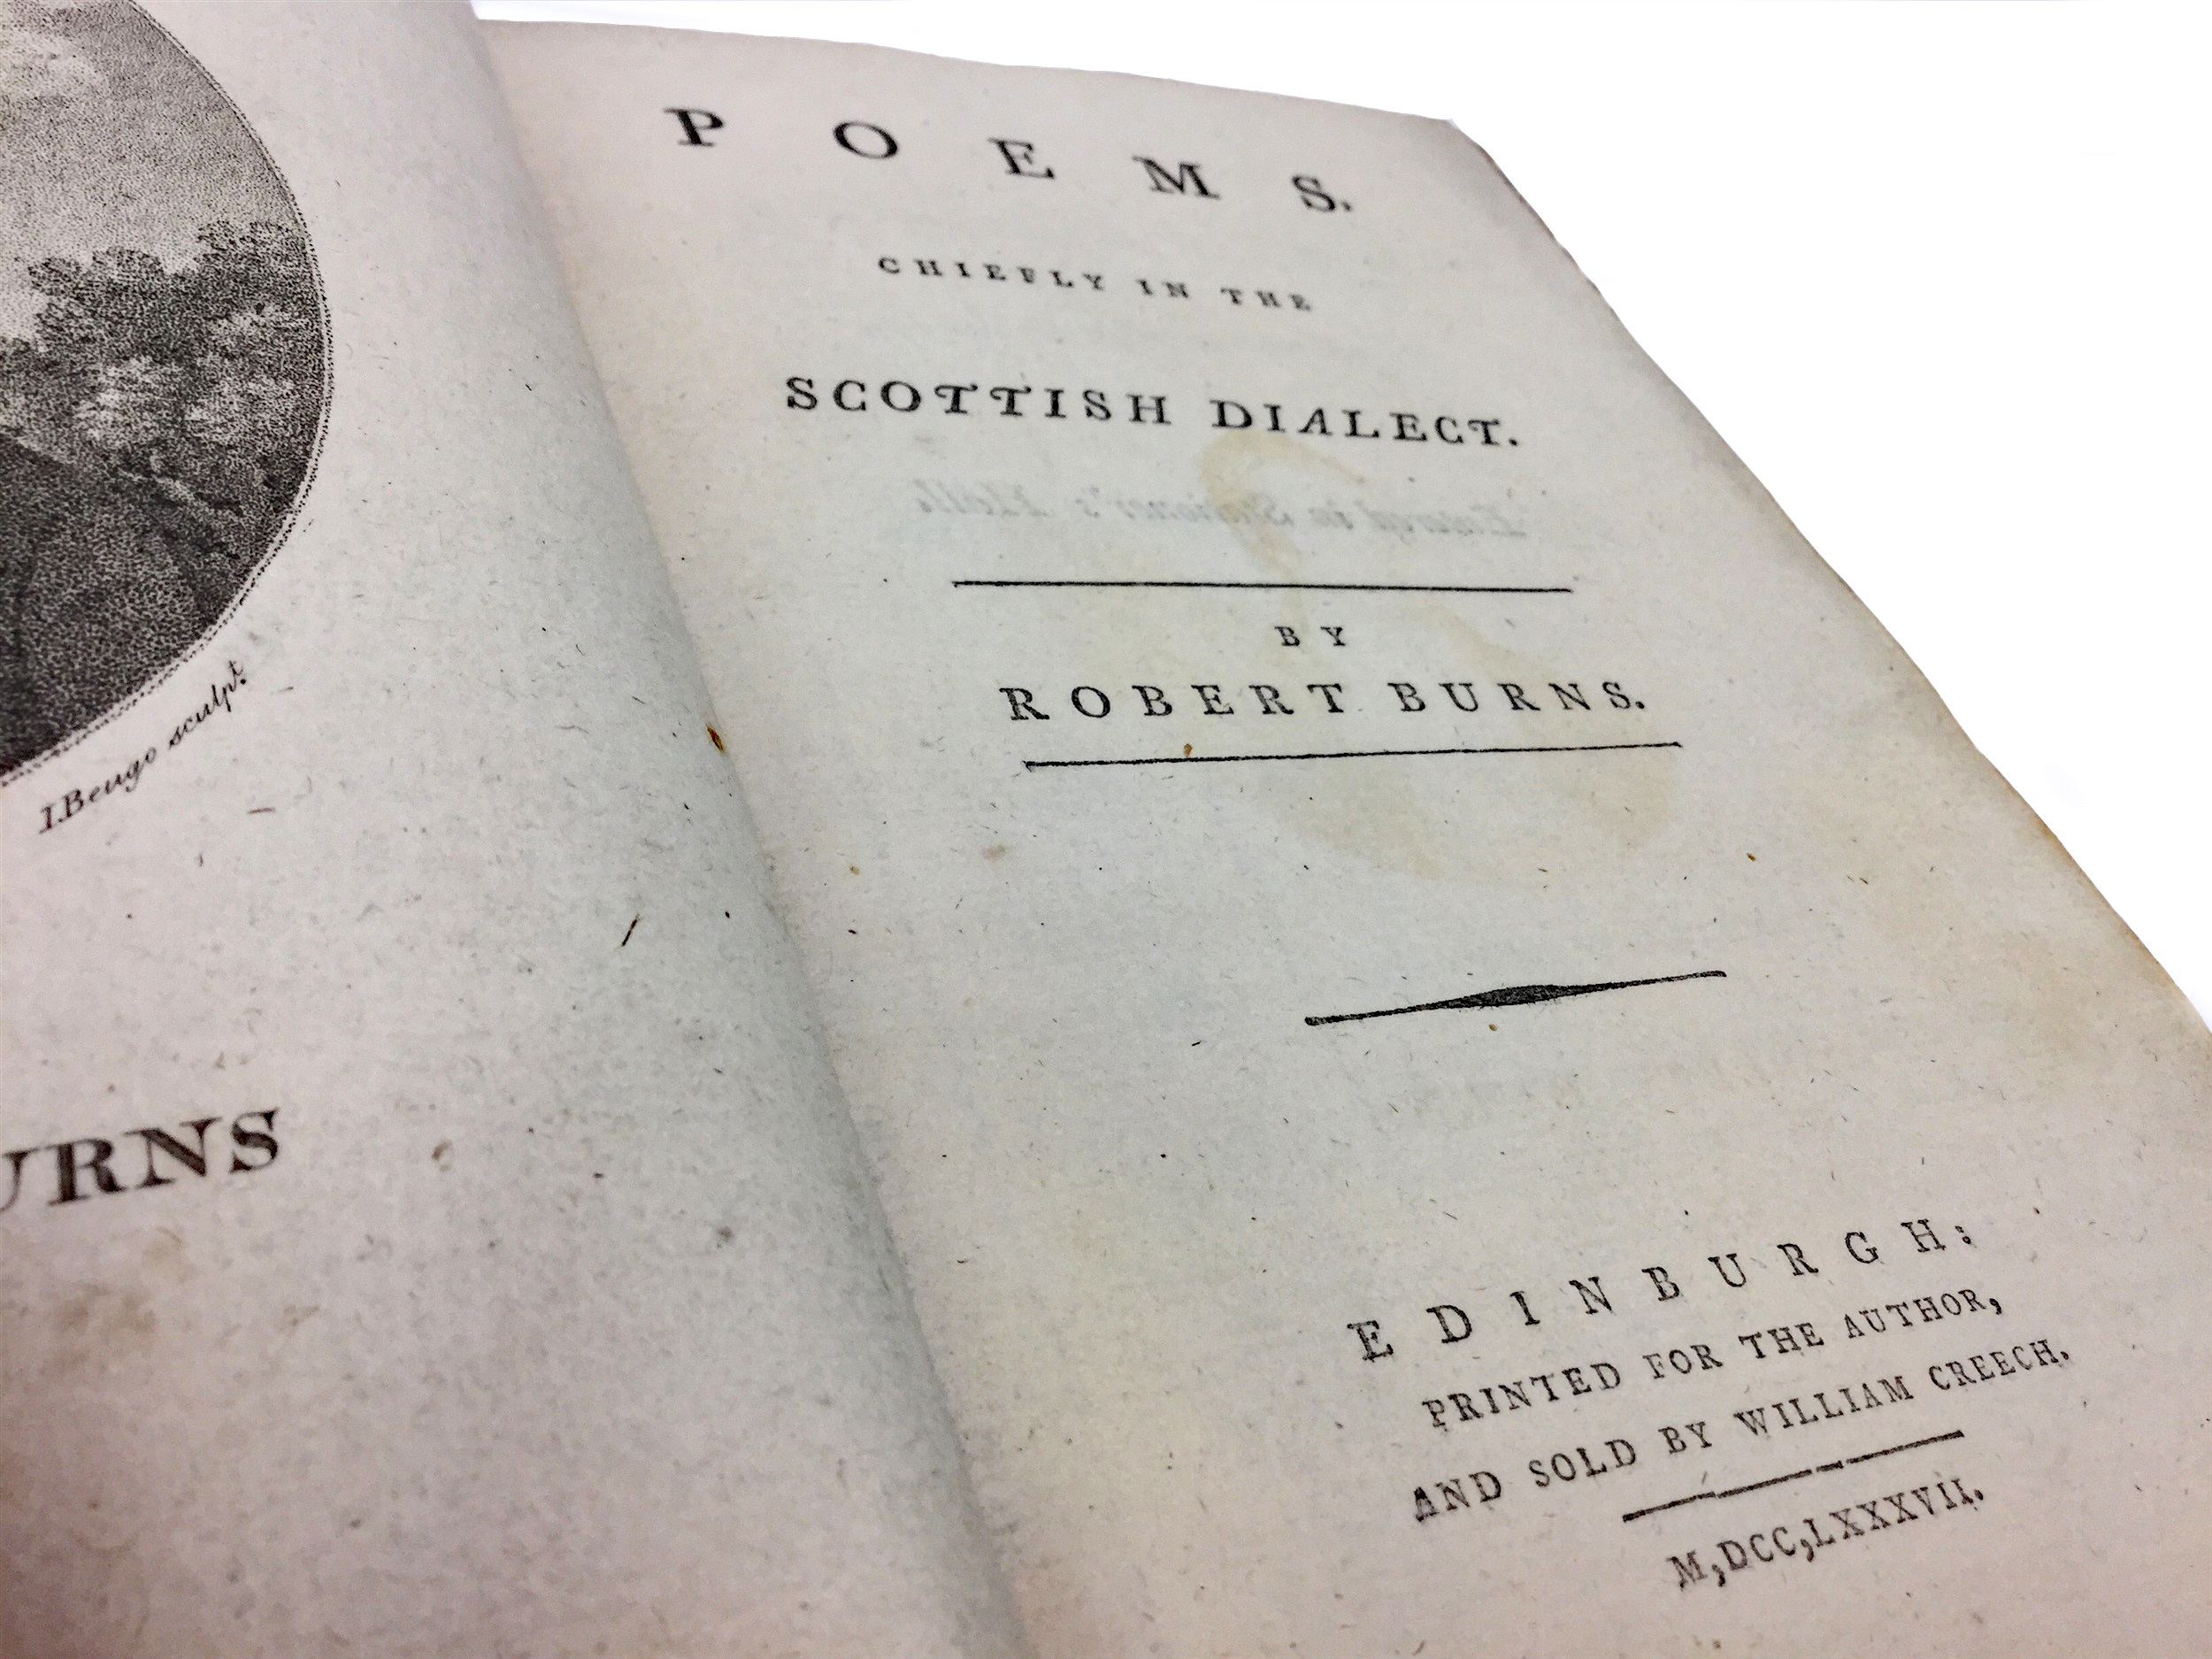 I.Beugo sculpt.
URNS
POEMS.
CHIEFLY IN THE
SCOTTISH DIALECT.
BY
ROBERT BURNS.
EDINBURGH:
PRINTED FOR THE AUTHOR,
AND SOLD BY WILLIAM CREECH.
M,DCC,LXXXVII.